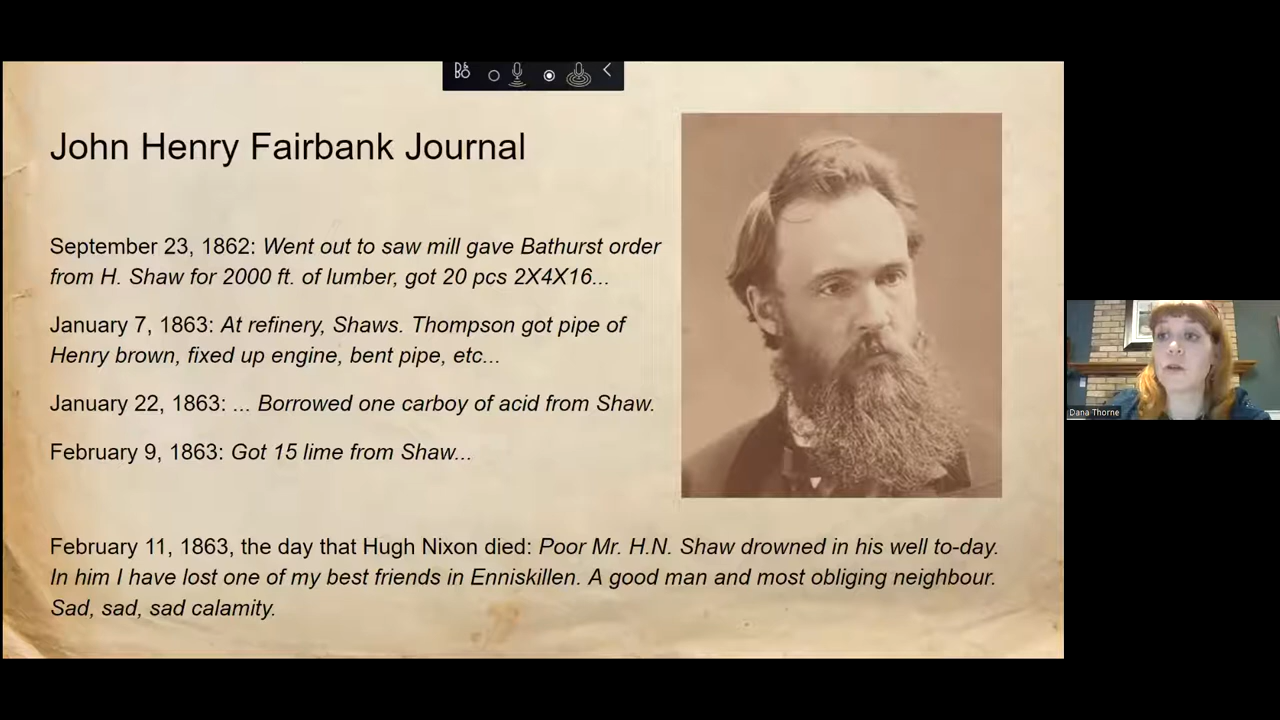 B&
BO
John Henry Fairbank Journal
September 23, 1862: Went out to saw mill gave Bathurst order
from H. Shaw for 2000 ft. of lumber, got 20 pcs 2X4X16...
January 7, 1863: At refinery, Shaws. Thompson got pipe of
Henry brown, fixed up engine, bent pipe, etc...
January 22, 1863: ... Borrowed one carboy of acid from Shaw.
February 9, 1863: Got 15 lime from Shaw...
February 11, 1863, the day that Hugh Nixon died: Poor Mr. H.N. Shaw drowned in his well to-day.
In him I have lost one of my best friends in Enniskillen. A good man and most obliging neighbour.
Sad, sad, sad calamity.
Dana Thorne